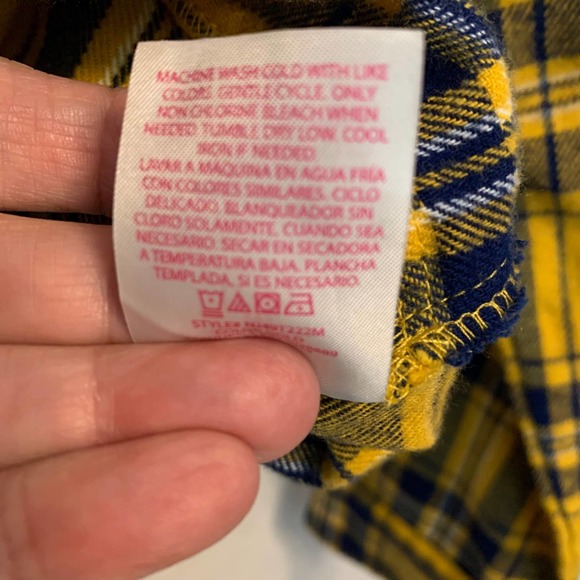 MACHINE WASH COLD WITH LIKE
COLORS. GENTLE CYCLE. ONLY
NON CHLORINE BLEACH WHEN
NEEDED. TUMBLE DRY LOW. COOL
IRON IF NEEDED.
LAVAR A MAQUINA EN AGUA FRÍA
CON COLORES SIMILARES. CICLO
DELICADO. BLANQUEADOR SIN
CLORO SOLAMENTE. CUANDO SEA
NECESARIO. SECAR EN SECADORA
A TEMPERATURA BAJA. PLANCHA
TEMPLADA, SI ES NECESARIO.